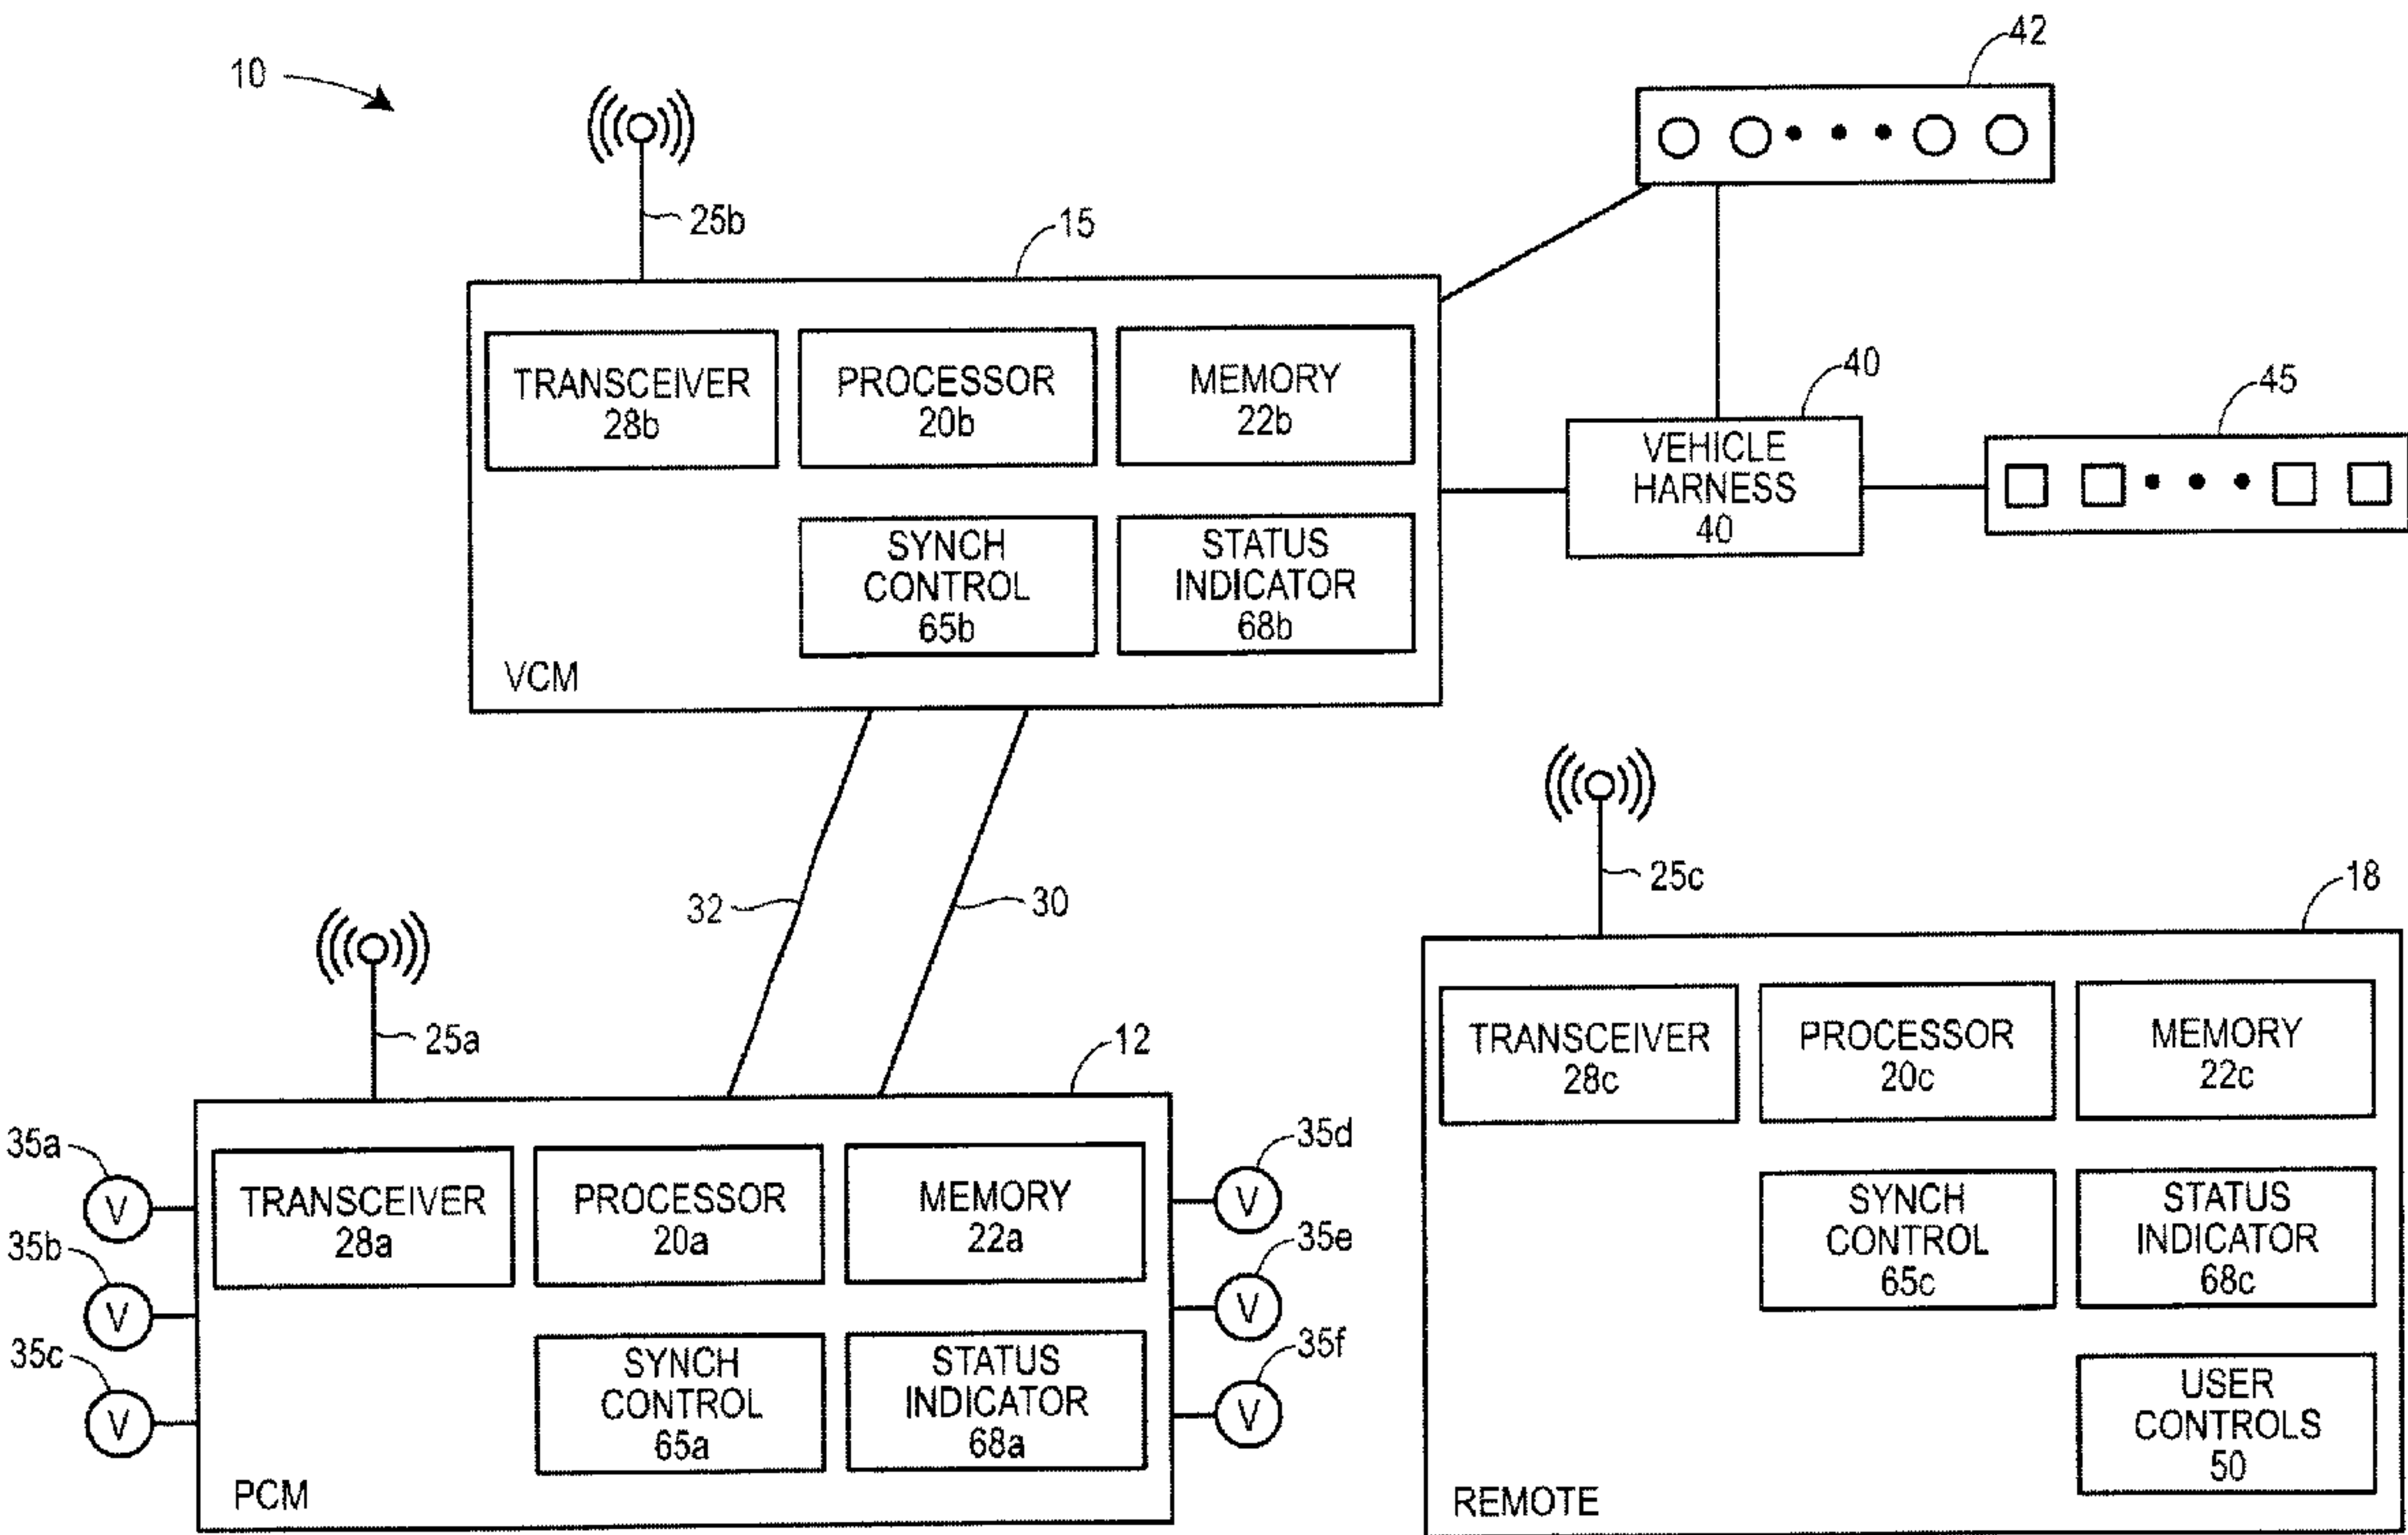 10
42
25b
15
TRANSCEIVER
28b
PROCESSOR
20b
MEMORY
22b
40
VEHICLE
HARNESS
40
45
SYNCH
CONTROL
65b
STATUS
INDICATOR
68b
VCM
32
30
25c
18
25a
12
TRANSCEIVER
28c
PROCESSOR
20c
MEMORY
22c
35a
35b
35c
V
V
V
TRANSCEIVER
28a
PROCESSOR
20a
MEMORY
22a
35d
35e
35f
V
V
V
SYNCH
CONTROL
65a
STATUS
INDICATOR
68a
PCM
SYNCH
CONTROL
65c
STATUS
INDICATOR
68c
USER
CONTROLS
50
REMOTE